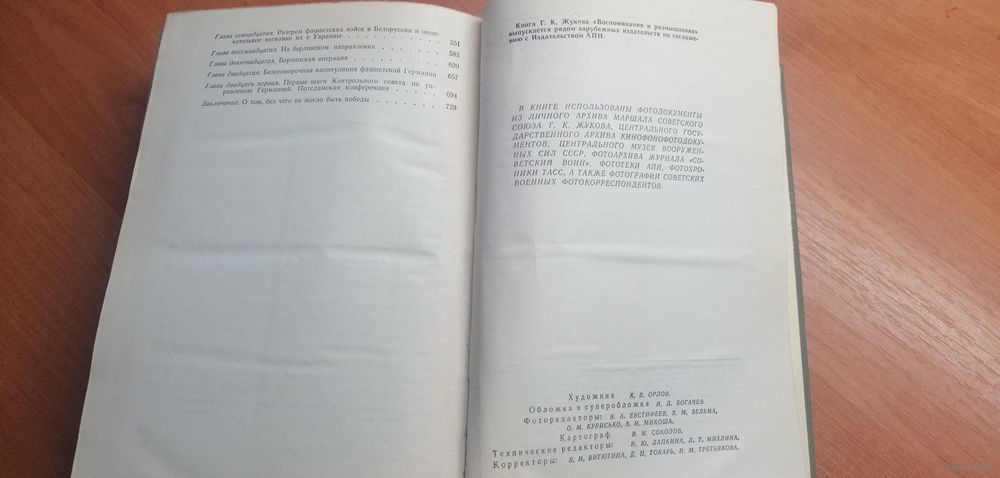 Глава семнадцатая. Разгром фашистских войск в Белоруссии и окон-
чательное изгнание их с Украины . . . . . . . . . 551
Глава восемнадцатая. На берлинском направлении . . . . . . 583
Глава девятнадцатая. Берлинская операция . . . . . . . . 620
Глава двадцатая. Безоговорочная капитуляция фашистской Германии 657
Глава двадцать первая. Первые шаги Контрольного совета по уп-
равлению Германией. Потсдамская конференция . . . . . 694
Заключение. О том, без чего не могло быть победы . . . . . . . 729
Книга Г. К. Жукова «Воспоминания и размышления»
выпускается рядом зарубежных издательств по соглаше-
нию с Издательством АПН.
В КНИГЕ ИСПОЛЬЗОВАНЫ ФОТОДОКУМЕНТЫ
ИЗ ЛИЧНОГО АРХИВА МАРШАЛА СОВЕТСКОГО
СОЮЗА Г. К. ЖУКОВА, ЦЕНТРАЛЬНОГО ГОСУ-
ДАРСТВЕННОГО АРХИВА КИНОФОНОФОТОДОКУ-
МЕНТОВ, ЦЕНТРАЛЬНОГО МУЗЕЯ ВООРУЖЕН-
НЫХ СИЛ СССР, ФОТОАРХИВА ЖУРНАЛА «СО-
ВЕТСКИЙ ВОИН», ФОТОТЕКИ АПН, ФОТОХРО-
НИКИ ТАСС, А ТАКЖЕ ФОТОГРАФИИ СОВЕТСКИХ
ВОЕННЫХ ФОТОКОРРЕСПОНДЕНТОВ.
Художник К. В. ОРЛОВ.
Обложка и суперобложка И. Д. БОГАЧЕВ.
Фоторедакторы: В. А. ЕВСТИФЕЕВ, З. М. ЗЕЛЬМА,
О. М. КУРИСЬКО, З. М. МИКОША,
Картограф В. М. СОКОЛОВ.
Технические редакторы: Н. Ю. ЛАПКИНА, Л. Т. МИХЛИНА,
Корректоры: В. Н. ВИТЮТИНА, Д. П. ТОКАРЬ, Н. М. ТРЕТЬЯКОВА,